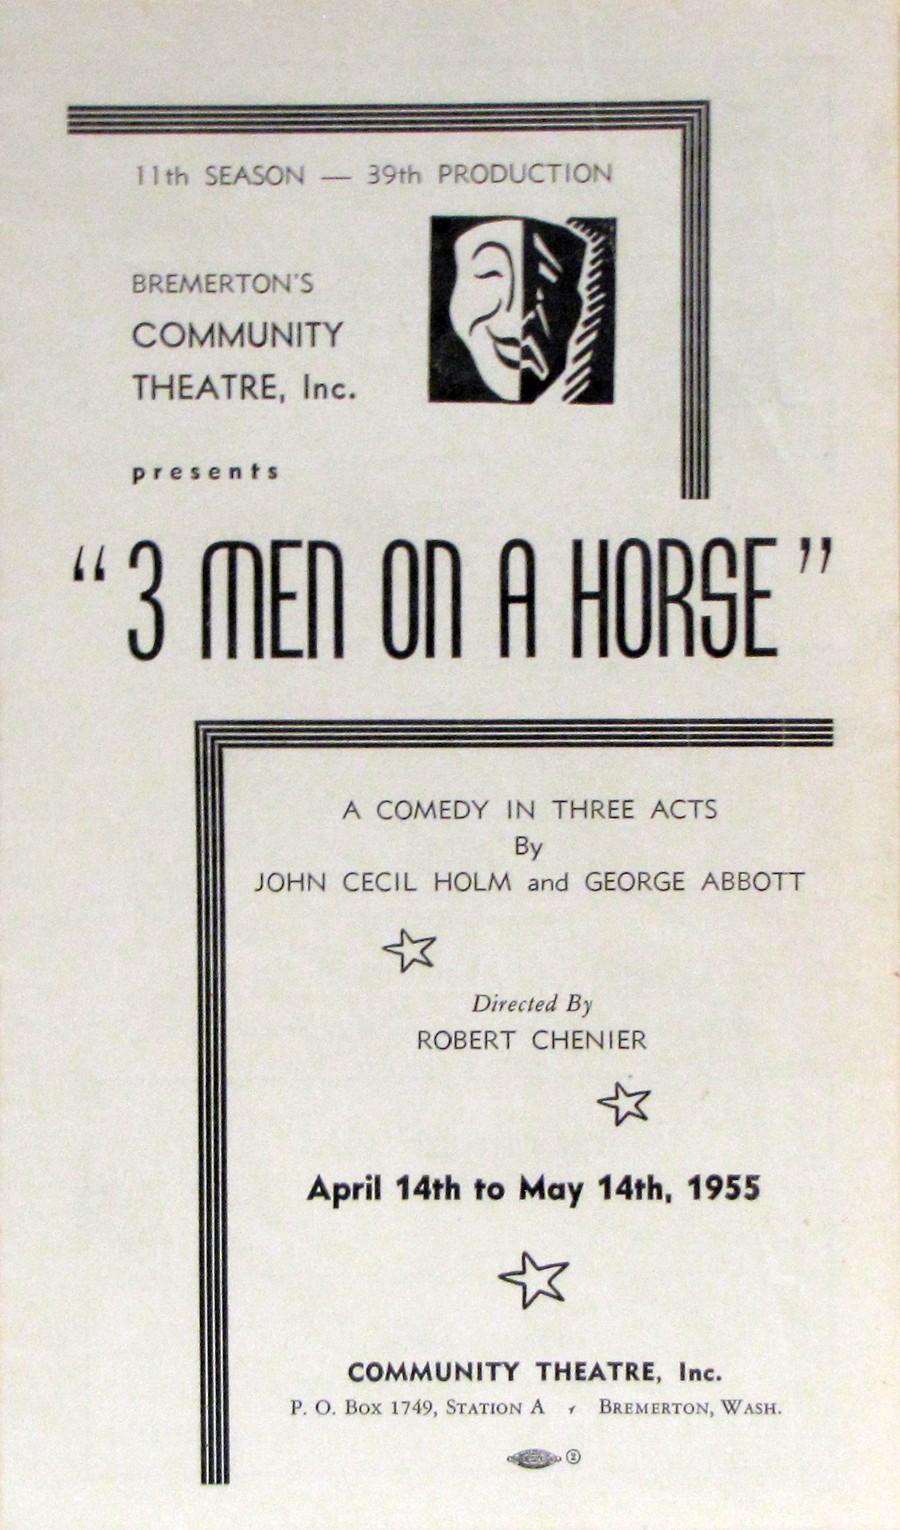 11th SEASON — 39th PRODUCTION
BREMERTON'S
COMMUNITY
THEATRE, Inc.
presents
“3 MEN ON A HORSE”
A COMEDY IN THREE ACTS
By
JOHN CECIL HOLM and GEORGE ABBOTT
Directed By
ROBERT CHENIER
April 14th to May 14th, 1955
COMMUNITY THEATRE, Inc.
P. O. Box 1749, Station A , Bremerton, Wash.
2